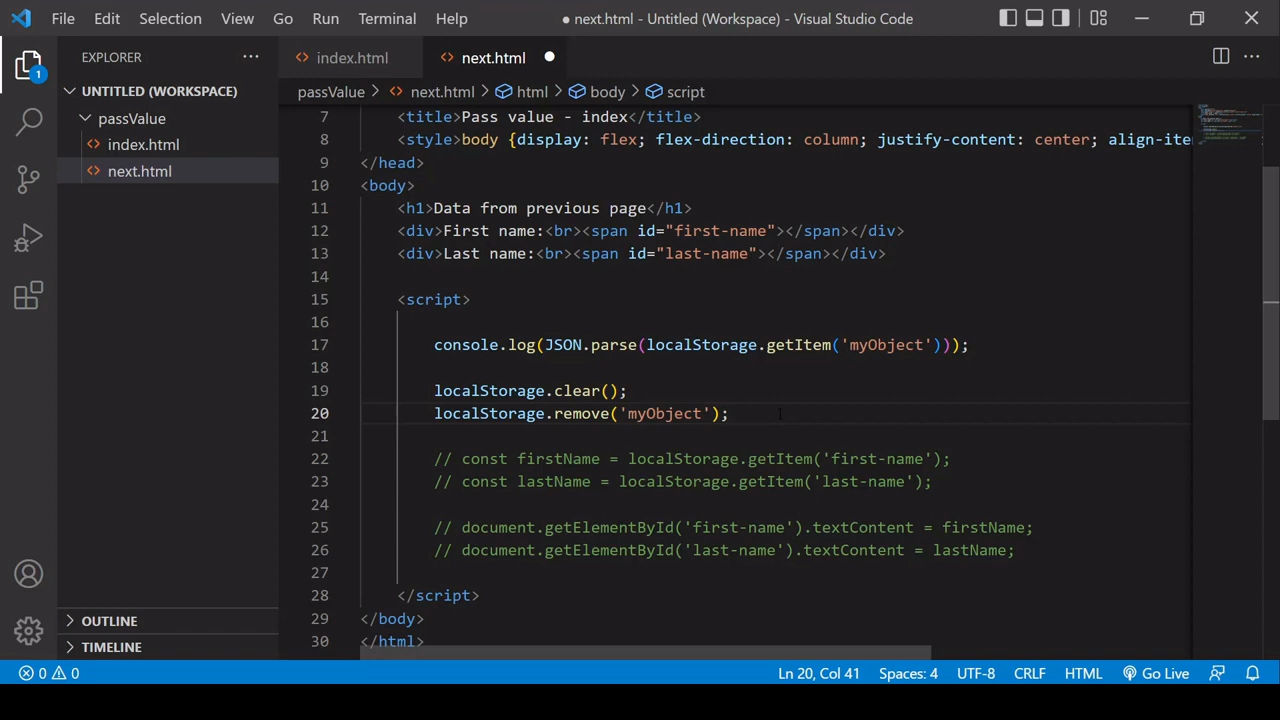 File Edit Selection View Go Run Terminal Help
● next.html - Untitled (Workspace) - Visual Studio Code
EXPLORER
1
UNTITLED (WORKSPACE)
passValue
index.html
next.html
OUTLINE
TIMELINE
index.html
next.html
passValue > next.html > html > body > script
7 <title>Pass value - index</title>
8 <style>body {display: flex; flex-direction: column; justify-content: center; align-ite
9 </head>
10 <body>
11 <h1>Data from previous page</h1>
12 <div>First name:<br><span id="first-name"></span></div>
13 <div>Last name:<br><span id="last-name"></span></div>
14
15 <script>
16
17 console.log(JSON.parse(localStorage.getItem('myObject')));
18
19 localStorage.clear();
20 localStorage.remove('myObject');
21
22 // const firstName = localStorage.getItem('first-name');
23 // const lastName = localStorage.getItem('last-name');
24
25 // document.getElementById('first-name').textContent = firstName;
26 // document.getElementById('last-name').textContent = lastName;
27
28 </script>
29 </body>
30 </html>
0 0 Ln 20, Col 41 Spaces: 4 UTF-8 CRLF HTML Go Live